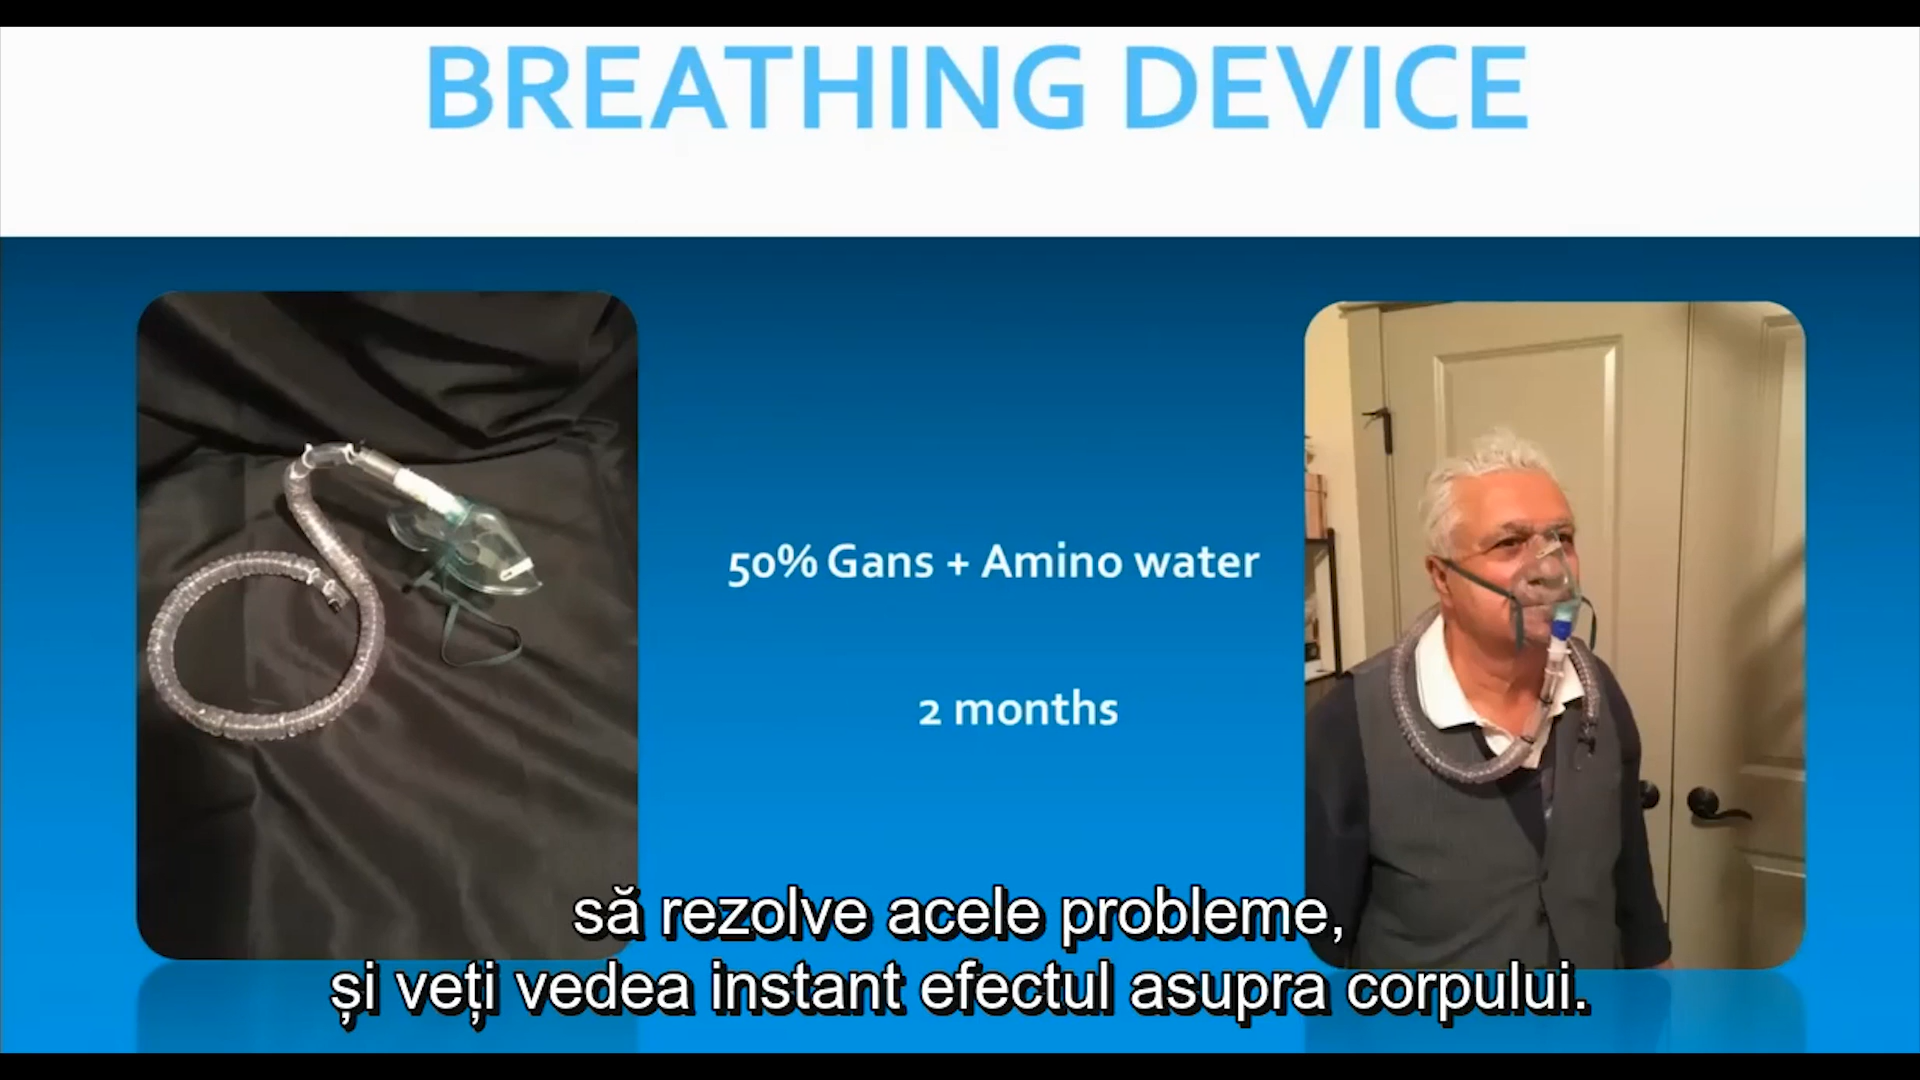 BREATHING DEVICE
50% Gans + Amino water
2 months
să rezolve acele probleme,
și veți vedea instant efectul asupra corpului.